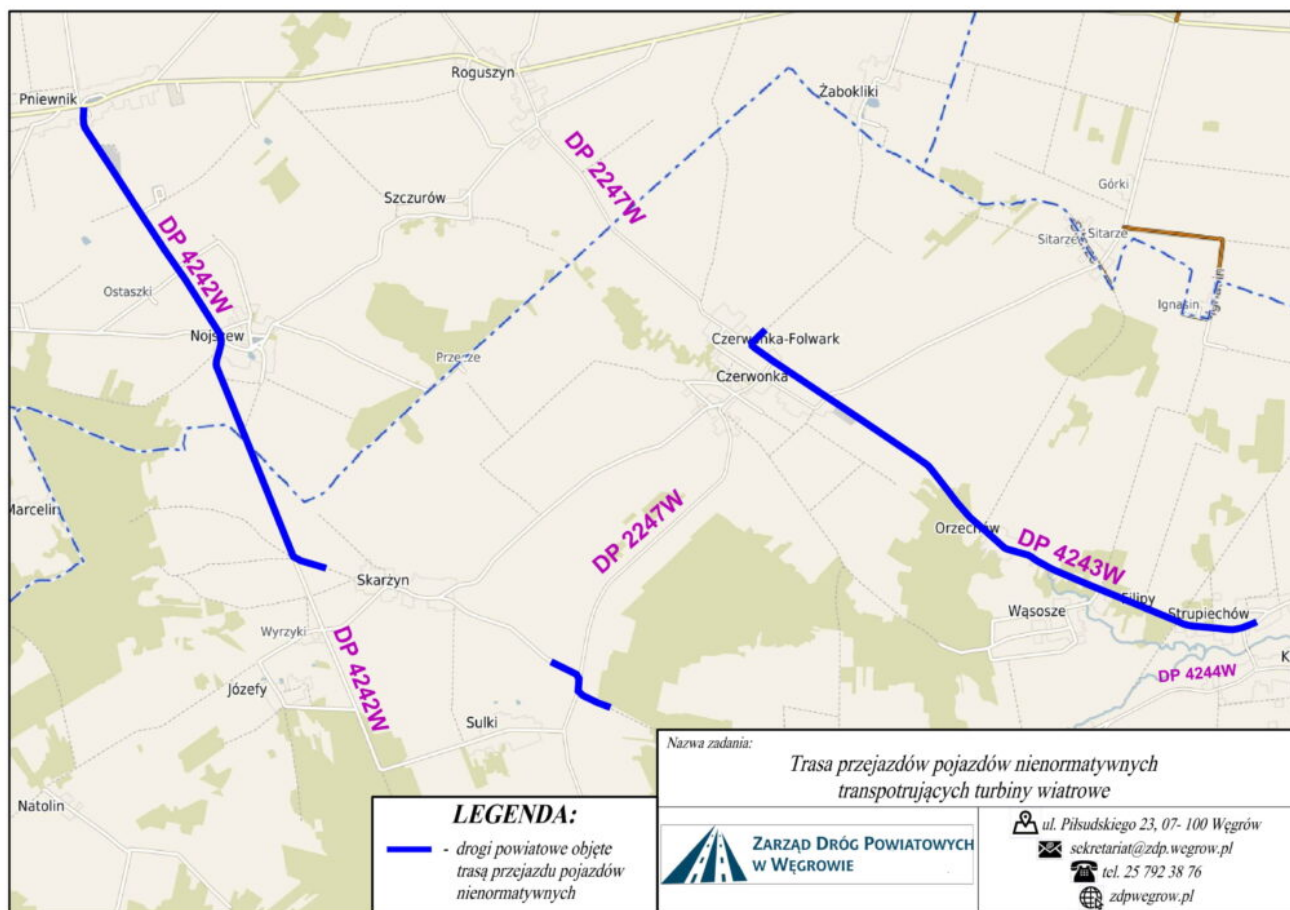 Roguszyn
Pniewnik
Żabokliki
DP 2247W
Górki
Szczurów
Sitarze
Sitarze
DP 4242W
Ostaszki
Ignasin
Ignasin
Nojszew
Czerwonka-Folwark
Przeze
Czerwonka
Marcelin
DP 2247W
Orzechów
DP 4243W
Skarżyn
Filipy
Wąsosze
Strupiechów
Wyrzyki
K
DP 4242W
DP 4244W
Józefy
Sulki
Natolin
LEGENDA:
- drogi powiatowe objęte
trasą przejazdu pojazdów
nienormatywnych
Nazwa zadania:
Trasa przejazdów pojazdów nienormatywnych
transpotrujących turbiny wiatrowe
ZARZĄD DRÓG POWIATOWYCH
W WĘGROWIE
ul. Piłsudskiego 23, 07- 100 Węgrów
sekretariat@zdp.wegrow.pl
tel. 25 792 38 76
zdpwegrow.pl